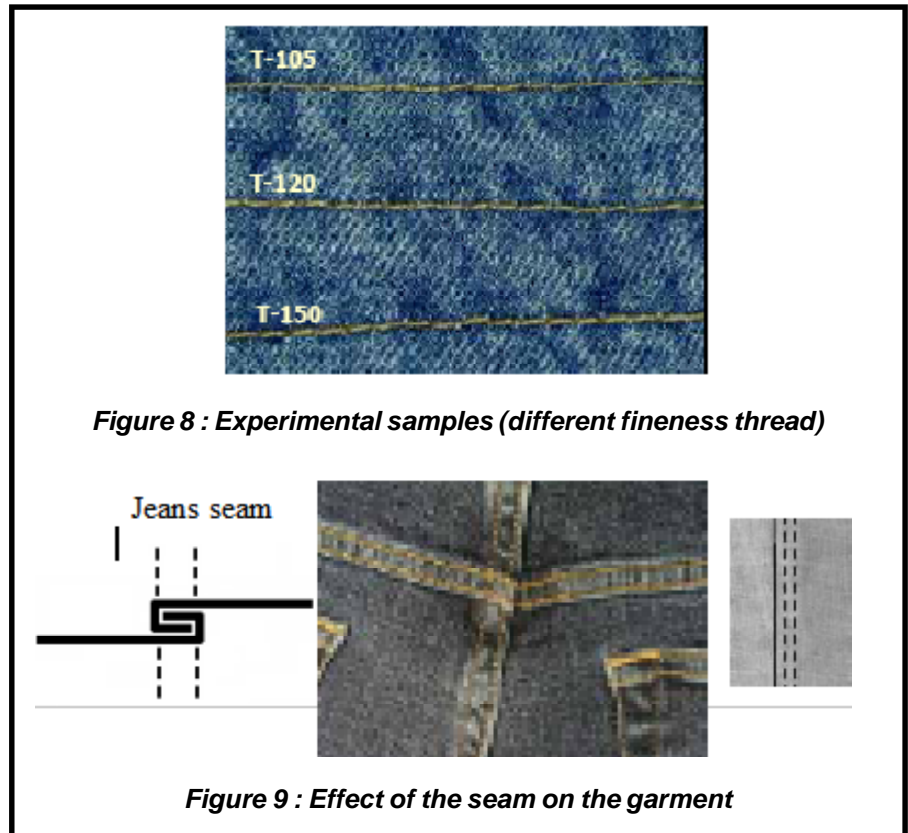 T-105
T-120
T-150
Figure 8 : Experimental samples (different fineness thread)
Jeans seam
Figure 9 : Effect of the seam on the garment